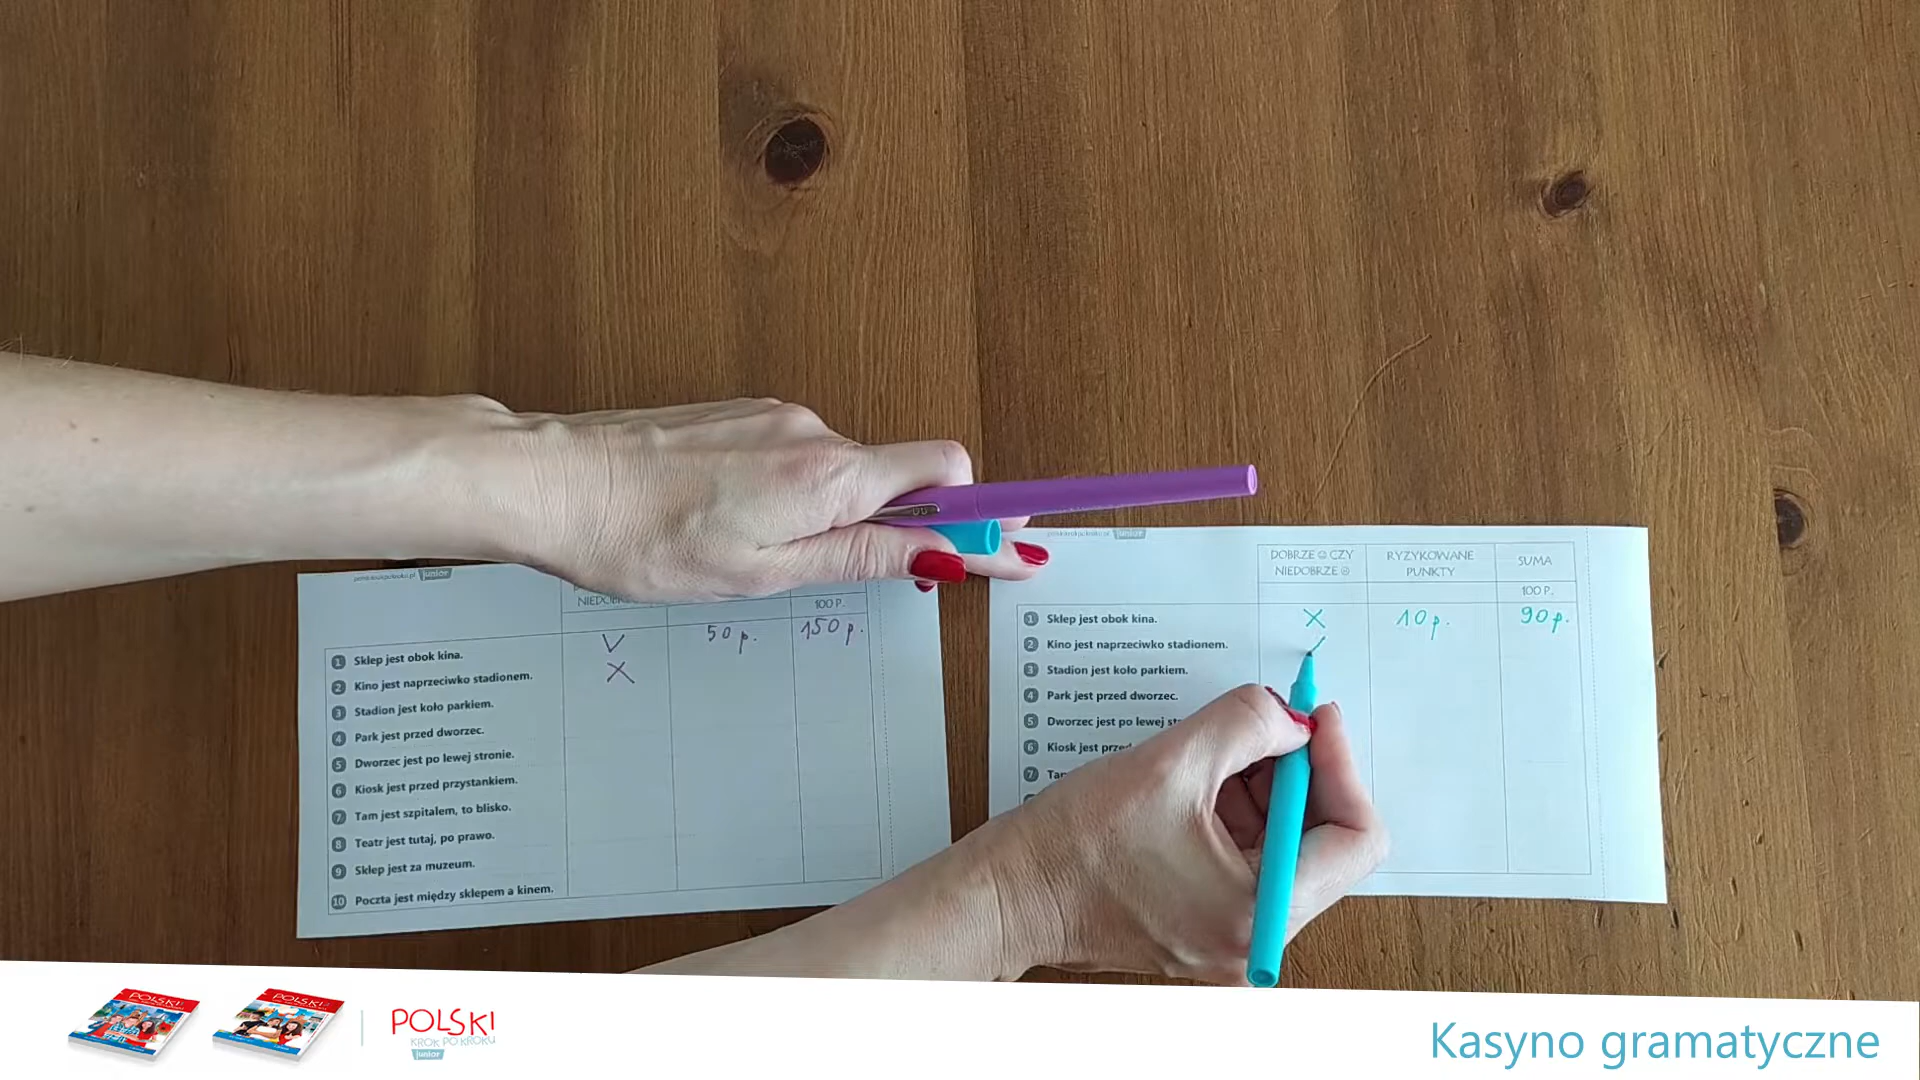 junior
NIEDOBRZE
100 P.
1 Sklep jest obok kina. V 50 p. 150 p.
2 Kino jest naprzeciwko stadionem. X
3 Stadion jest koło parkiem.
4 Park jest przed dworzec.
5 Dworzec jest po lewej stronie.
6 Kiosk jest przed przystankiem.
7 Tam jest szpitalem, to blisko.
8 Teatr jest tutaj, po prawo.
9 Sklep jest za muzeum.
10 Poczta jest między sklepem a kinem.
junior
DOBRZE ☺ CZY NIEDOBRZE ☹
RYZYKOWANE PUNKTY
SUMA
100 P.
1 Sklep jest obok kina. X 10 p. 90 p.
2 Kino jest naprzeciwko stadionem.
3 Stadion jest koło parkiem.
4 Park jest przed dworzec.
5 Dworzec jest po lewej
6 Kiosk jest
7
POLSKI
POLSKI
POLSKI
KROK PO KROKU
junior
Kasyno gramatyczne